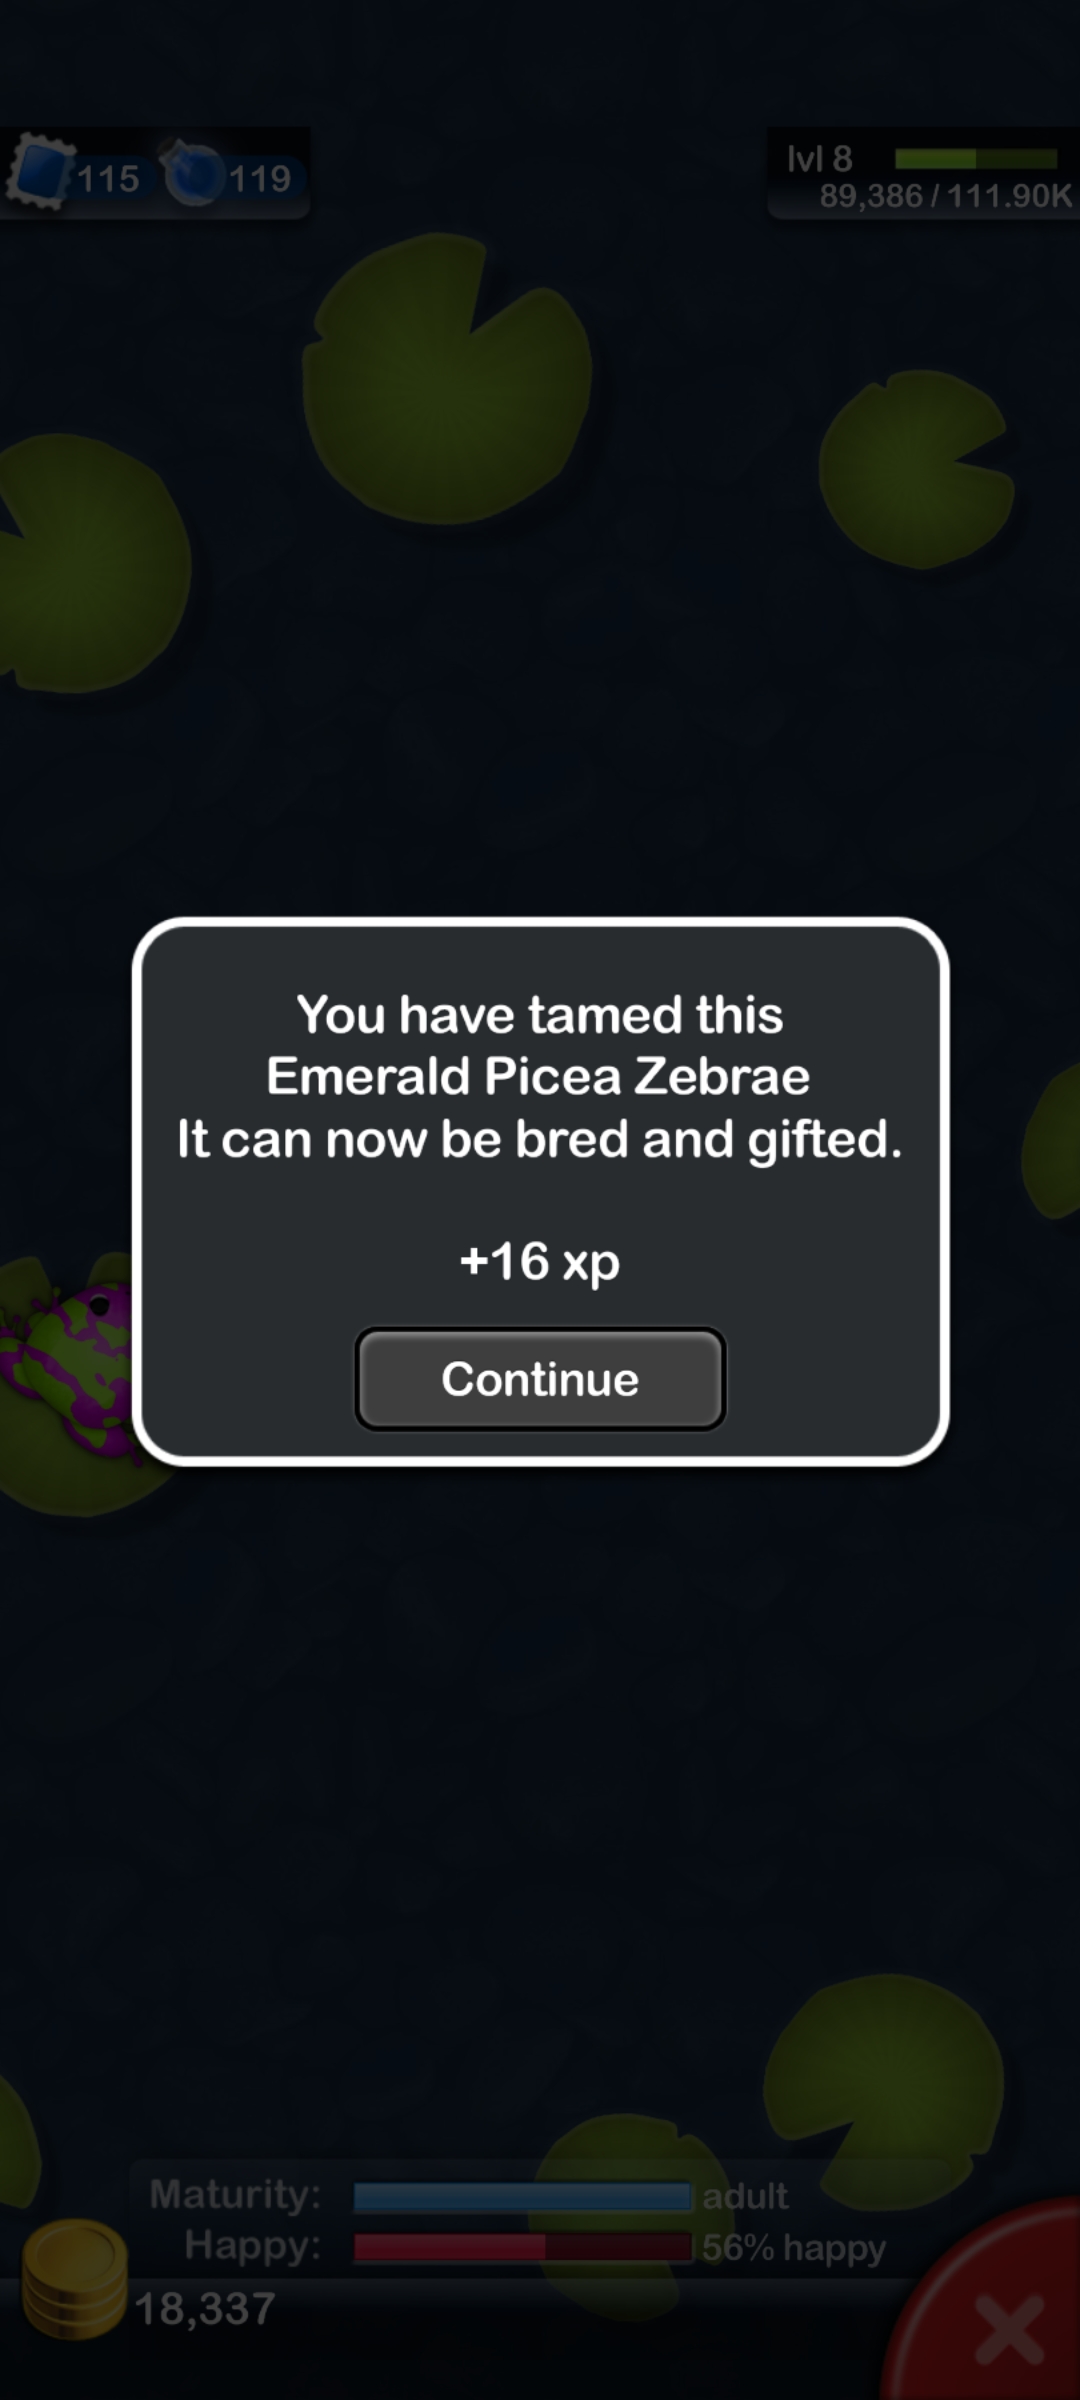 115 119
lvl 8
89,386 / 111.90K
You have tamed this
Emerald Picea Zebrae
It can now be bred and gifted.
+16 xp
Continue
Maturity: adult
Happy: 56% happy
18,337